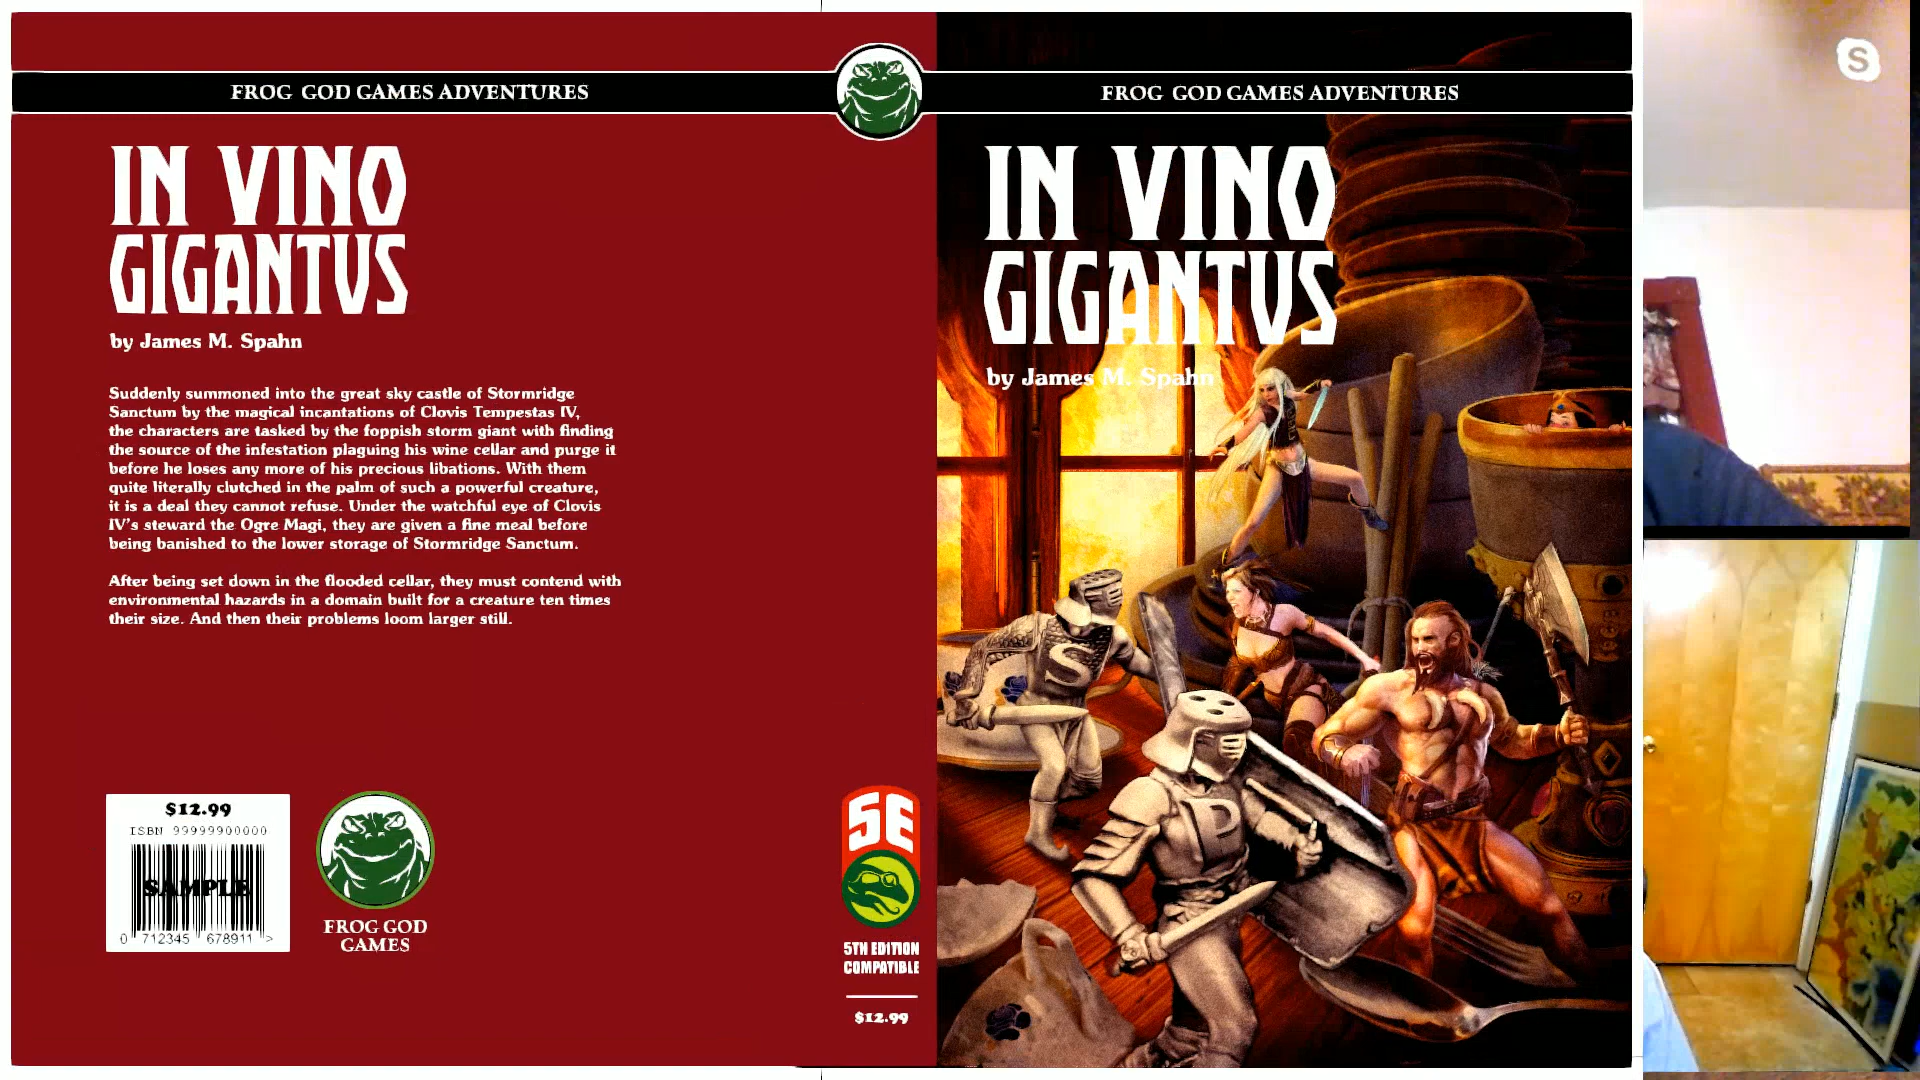 FROG GOD GAMES ADVENTURES
IN VINO
GIGANTUS
by James M. Spahn
Suddenly summoned into the great sky castle of Stormridge
Sanctum by the magical incantations of Clovis Tempestas IV,
the characters are tasked by the foppish storm giant with finding
the source of the infestation plaguing his wine cellar and purge it
before he loses any more of his precious libations. With them
quite literally clutched in the palm of such a powerful creature,
it is a deal they cannot refuse. Under the watchful eye of Clovis
IV's steward the Ogre Magi, they are given a fine meal before
being banished to the lower storage of Stormridge Sanctum.
After being set down in the flooded cellar, they must contend with
environmental hazards in a domain built for a creature ten times
their size. And then their problems loom larger still.
$12.99
ISBN 99999900000
SAMPLE
0 712345 678911 >
FROG GOD
GAMES
5E
5TH EDITION
COMPATIBLE
$12.99
FROG GOD GAMES ADVENTURES
IN VINO
GIGANTUS
by James M. Spahn
S
P
S